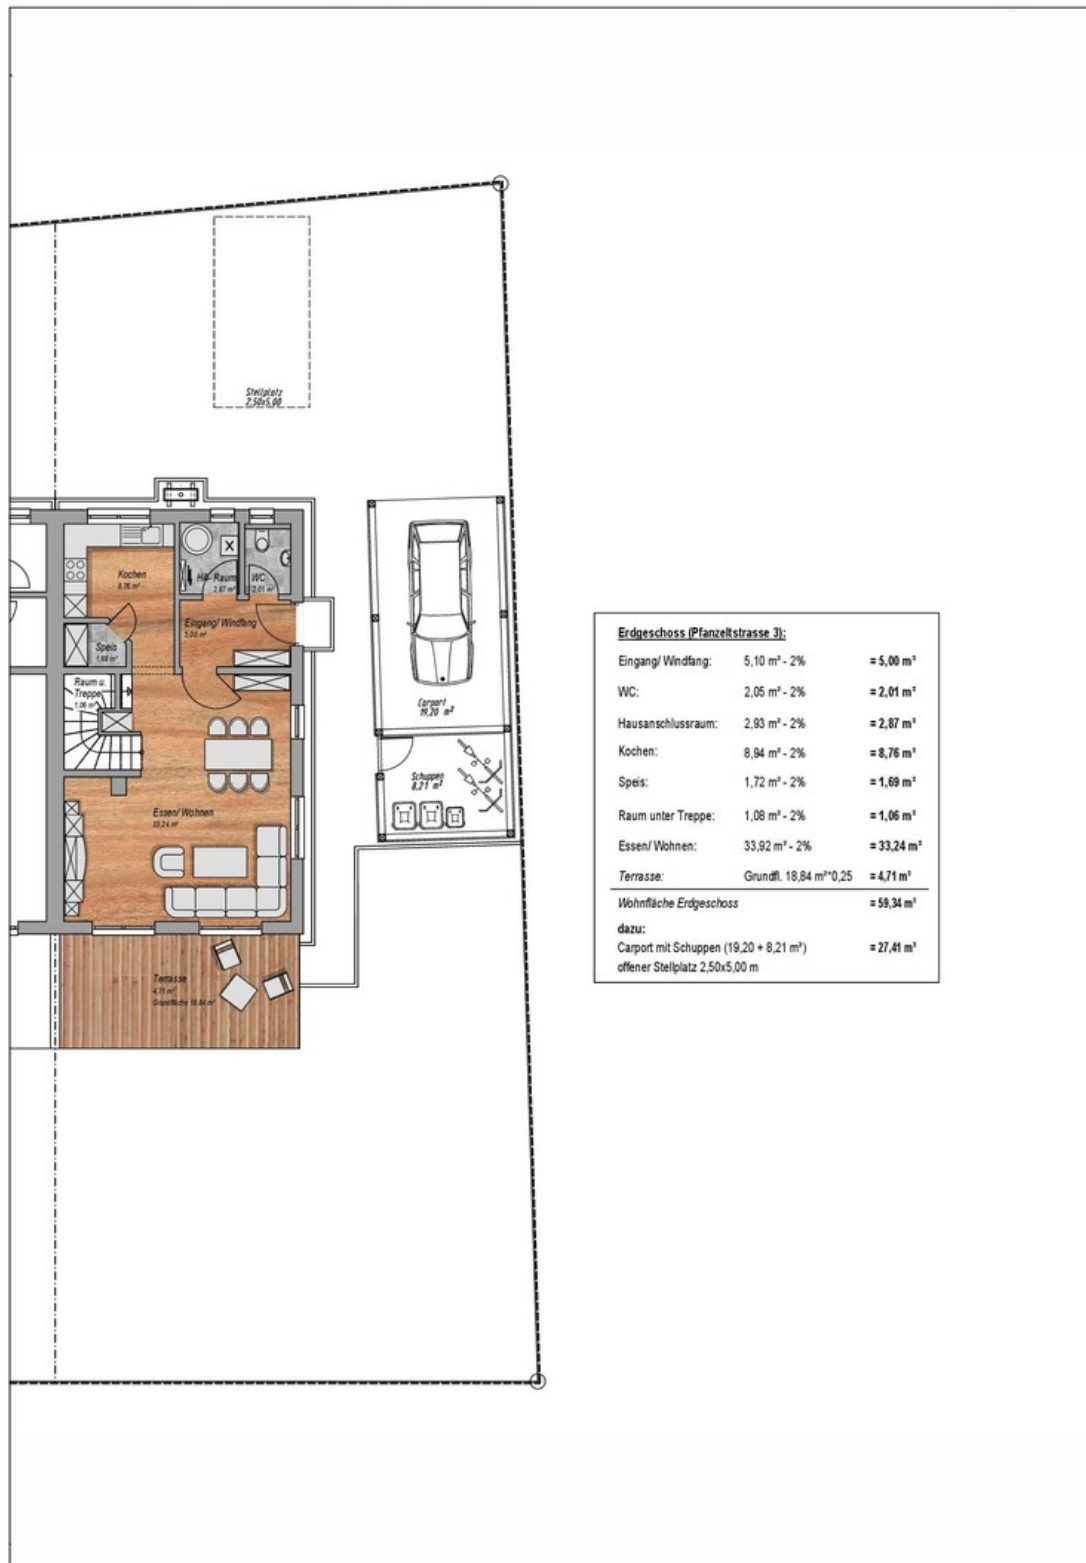 Stellplatz
2.50x5.00
Kochen
8,76 m²
HA- Raum
2,87 m²
WC
2,01 m²
Eingang/ Windfang
5,00 m²
Speis
1,69 m²
Raum u.
Treppe
1,06 m²
Essen/ Wohnen
33,24 m²
Terrasse
4,71 m²
Grundfläche 18,84 m²
Carport
19,20 m²
Schuppen
8,21 m²
Erdgeschoss (Pfanzeltstrasse 3):
Eingang/ Windfang: 5,10 m² - 2% = 5,00 m²
WC: 2,05 m² - 2% = 2,01 m²
Hausanschlussraum: 2,93 m² - 2% = 2,87 m²
Kochen: 8,94 m² - 2% = 8,76 m²
Speis: 1,72 m² - 2% = 1,69 m²
Raum unter Treppe: 1,08 m² - 2% = 1,06 m²
Essen/ Wohnen: 33,92 m² - 2% = 33,24 m²
Terrasse: Grundfl. 18,84 m²*0,25 = 4,71 m²
Wohnfläche Erdgeschoss = 59,34 m²
dazu:
Carport mit Schuppen (19,20 + 8,21 m²) = 27,41 m²
offener Stellplatz 2,50x5,00 m